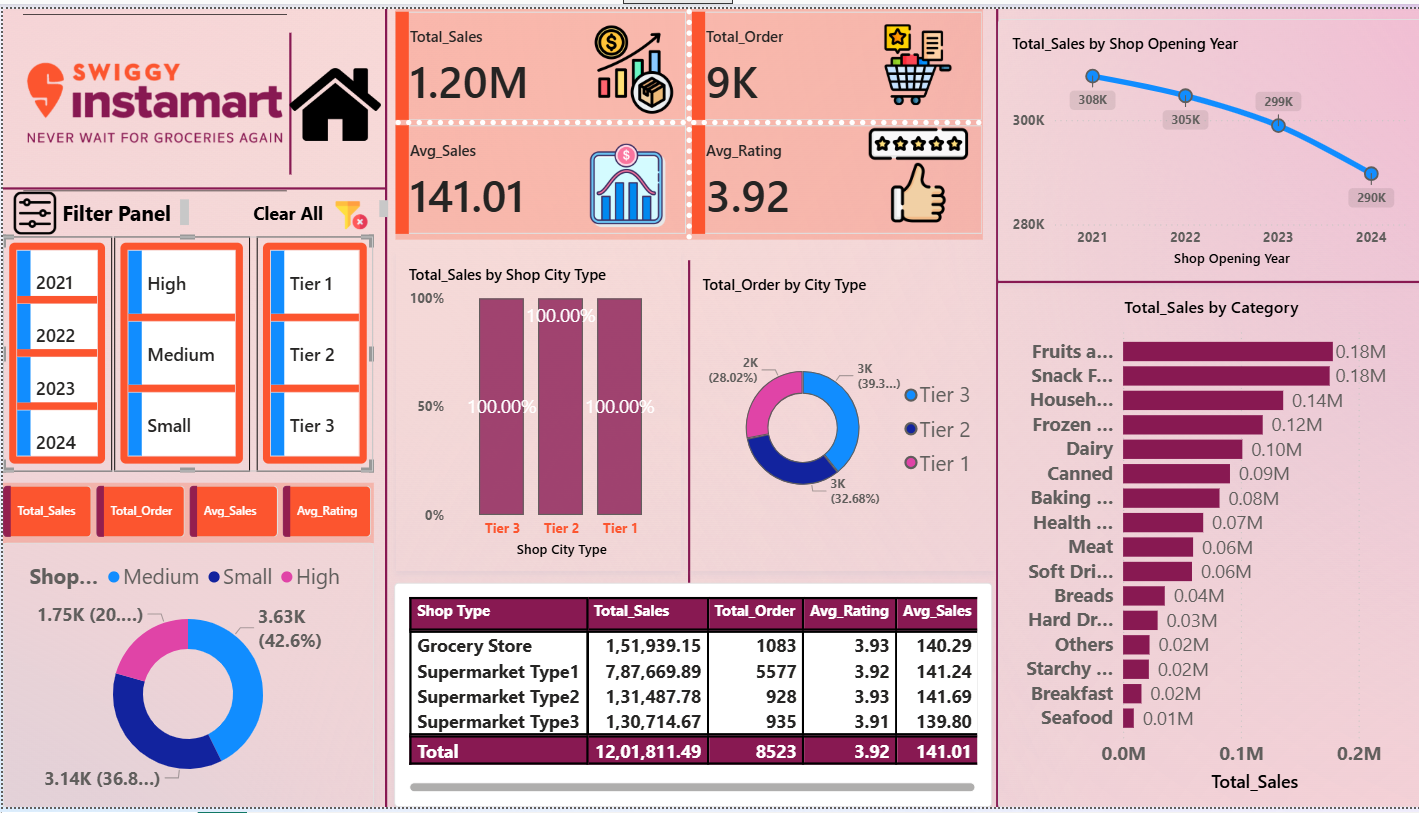 SWIGGY
instamart
NEVER WAIT FOR GROCERIES AGAIN
Filter Panel
Clear All
2021
2022
2023
2024
High
Medium
Small
Tier 1
Tier 2
Tier 3
Total_Sales
Total_Order
Avg_Sales
Avg_Rating
Shop... Medium Small High
1.75K (20....)
3.63K
(42.6%)
3.14K (36.8...)
Total_Sales
1.20M
Total_Order
9K
Avg_Sales
141.01
Avg_Rating
3.92
Total_Sales by Shop City Type
100%
50%
0%
100.00%
100.00%
100.00%
Tier 3 Tier 2 Tier 1
Shop City Type
Total_Order by City Type
2K
(28.02%)
3K
(39.3...)
3K
(32.68%)
Tier 3
Tier 2
Tier 1
Shop Type Total_Sales Total_Order Avg_Rating Avg_Sales
Grocery Store 1,51,939.15 1083 3.93 140.29
Supermarket Type1 7,87,669.89 5577 3.92 141.24
Supermarket Type2 1,31,487.78 928 3.93 141.69
Supermarket Type3 1,30,714.67 935 3.91 139.80
Total 12,01,811.49 8523 3.92 141.01
Total_Sales by Shop Opening Year
300K
280K
308K
305K
299K
290K
2021 2022 2023 2024
Shop Opening Year
Total_Sales by Category
Fruits a... 0.18M
Snack F... 0.18M
Househ... 0.14M
Frozen ... 0.12M
Dairy 0.10M
Canned 0.09M
Baking ... 0.08M
Health ... 0.07M
Meat 0.06M
Soft Dri... 0.06M
Breads 0.04M
Hard Dr... 0.03M
Others 0.02M
Starchy ... 0.02M
Breakfast 0.02M
Seafood 0.01M
0.0M 0.1M 0.2M
Total_Sales